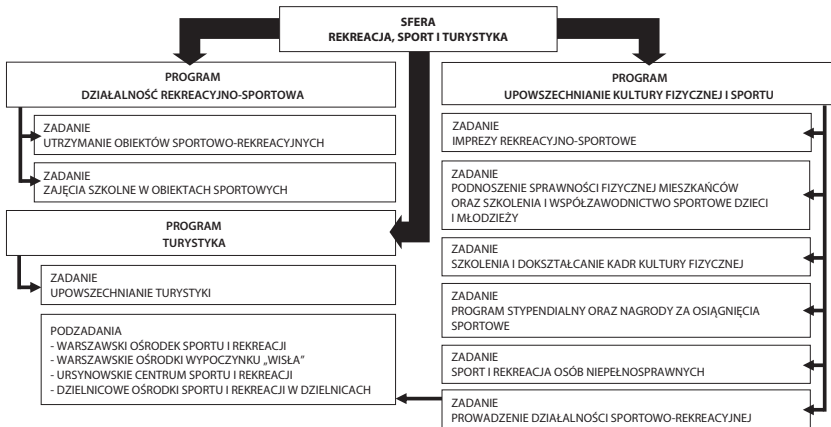 SFERA
REKREACJA, SPORT I TURYSTYKA
PROGRAM
DZIAŁALNOŚĆ REKREACYJNO-SPORTOWA
ZADANIE
UTRZYMANIE OBIEKTÓW SPORTOWO-REKREACYJNYCH
ZADANIE
ZAJĘCIA SZKOLNE W OBIEKTACH SPORTOWYCH
PROGRAM
TURYSTYKA
ZADANIE
UPOWSZECHNIANIE TURYSTYKI
PODZADANIA
- WARSZAWSKI OŚRODEK SPORTU I REKREACJI
- WARSZAWSKIE OŚRODKI WYPOCZYNKU „WISŁA”
- URSYNOWSKIE CENTRUM SPORTU I REKREACJI
- DZIELNICOWE OŚRODKI SPORTU I REKREACJI W DZIELNICACH
PROGRAM
UPOWSZECHNIANIE KULTURY FIZYCZNEJ I SPORTU
ZADANIE
IMPREZY REKREACYJNO-SPORTOWE
ZADANIE
PODNOSZENIE SPRAWNOŚCI FIZYCZNEJ MIESZKAŃCÓW
ORAZ SZKOLENIA I WSPÓŁZAWODNICTWO SPORTOWE DZIECI
I MŁODZIEŻY
ZADANIE
SZKOLENIA I DOKSZTAŁCANIE KADR KULTURY FIZYCZNEJ
ZADANIE
PROGRAM STYPENDIALNY ORAZ NAGRODY ZA OSIĄGNIĘCIA
SPORTOWE
ZADANIE
SPORT I REKREACJA OSÓB NIEPEŁNOSPRAWNYCH
ZADANIE
PROWADZENIE DZIAŁALNOŚCI SPORTOWO-REKREACYJNEJ